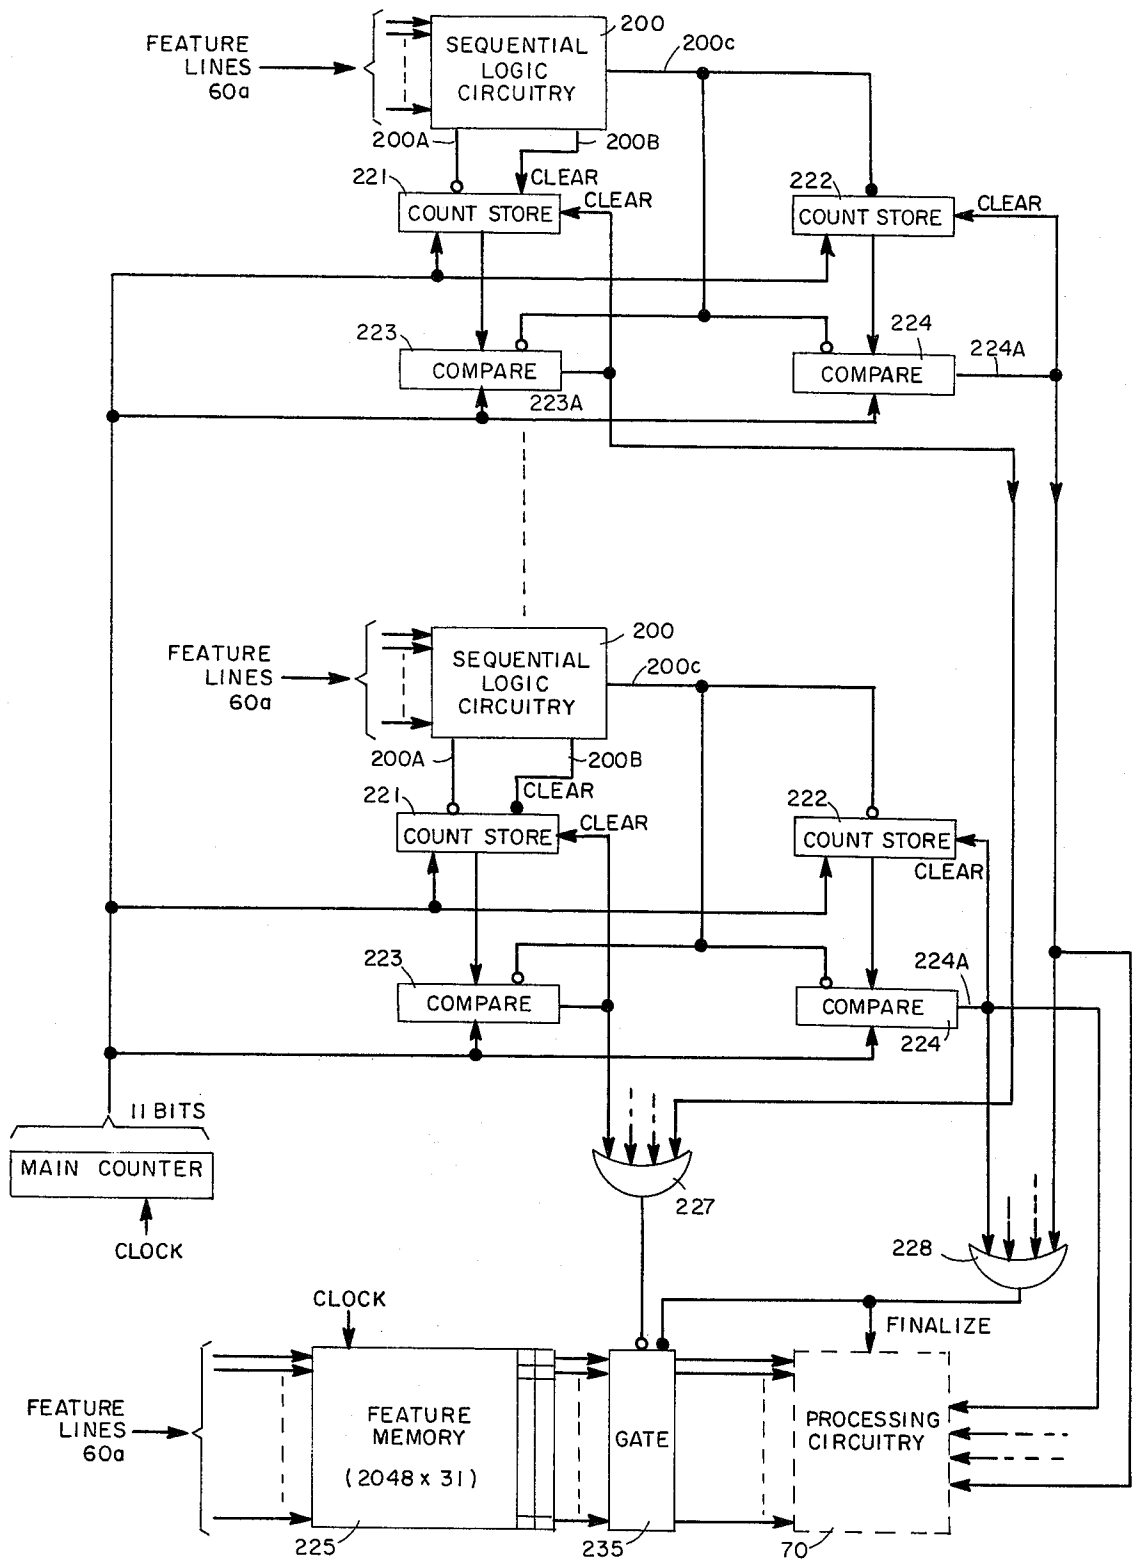 FEATURE
LINES
60a
SEQUENTIAL
LOGIC
CIRCUITRY
200
200c
200A
200B
CLEAR
221
COUNT STORE
CLEAR
222
COUNT STORE
CLEAR
223
COMPARE
223A
224
COMPARE
224A
FEATURE
LINES
60a
SEQUENTIAL
LOGIC
CIRCUITRY
200
200c
200A
200B
CLEAR
221
COUNT STORE
CLEAR
222
COUNT STORE
CLEAR
223
COMPARE
224A
COMPARE
224
11 BITS
MAIN COUNTER
CLOCK
227
228
CLOCK
FINALIZE
FEATURE
LINES
60a
FEATURE
MEMORY
(2048 x 31)
225
GATE
235
PROCESSING
CIRCUITRY
70